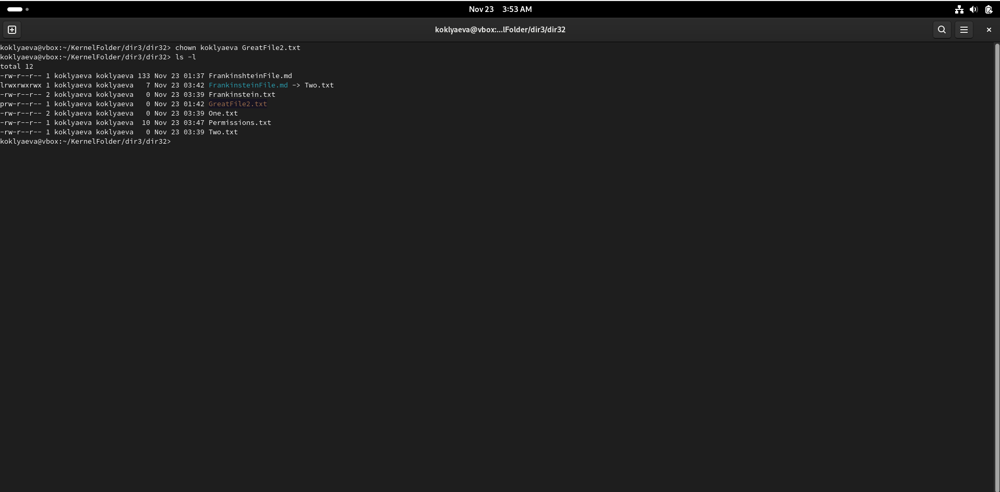 Nov 23 3:53 AM
koklyaeva@vbox:...lFolder/dir3/dir32
koklyaeva@vbox:~/KernelFolder/dir3/dir32> chown koklyaeva GreatFile2.txt
koklyaeva@vbox:~/KernelFolder/dir3/dir32> ls -l
total 12
-rw-r--r-- 1 koklyaeva koklyaeva 133 Nov 23 01:37 FrankinshteinFile.md
lrwxrwxrwx 1 koklyaeva koklyaeva   7 Nov 23 03:42 FrankinsteinFile.md -> Two.txt
-rw-r--r-- 2 koklyaeva koklyaeva   0 Nov 23 03:39 Frankinstein.txt
prw-r--r-- 1 koklyaeva koklyaeva   0 Nov 23 01:42 GreatFile2.txt
-rw-r--r-- 2 koklyaeva koklyaeva   0 Nov 23 03:39 One.txt
-rw-r--r-- 1 koklyaeva koklyaeva  10 Nov 23 03:47 Permissions.txt
-rw-r--r-- 1 koklyaeva koklyaeva   0 Nov 23 03:39 Two.txt
koklyaeva@vbox:~/KernelFolder/dir3/dir32>